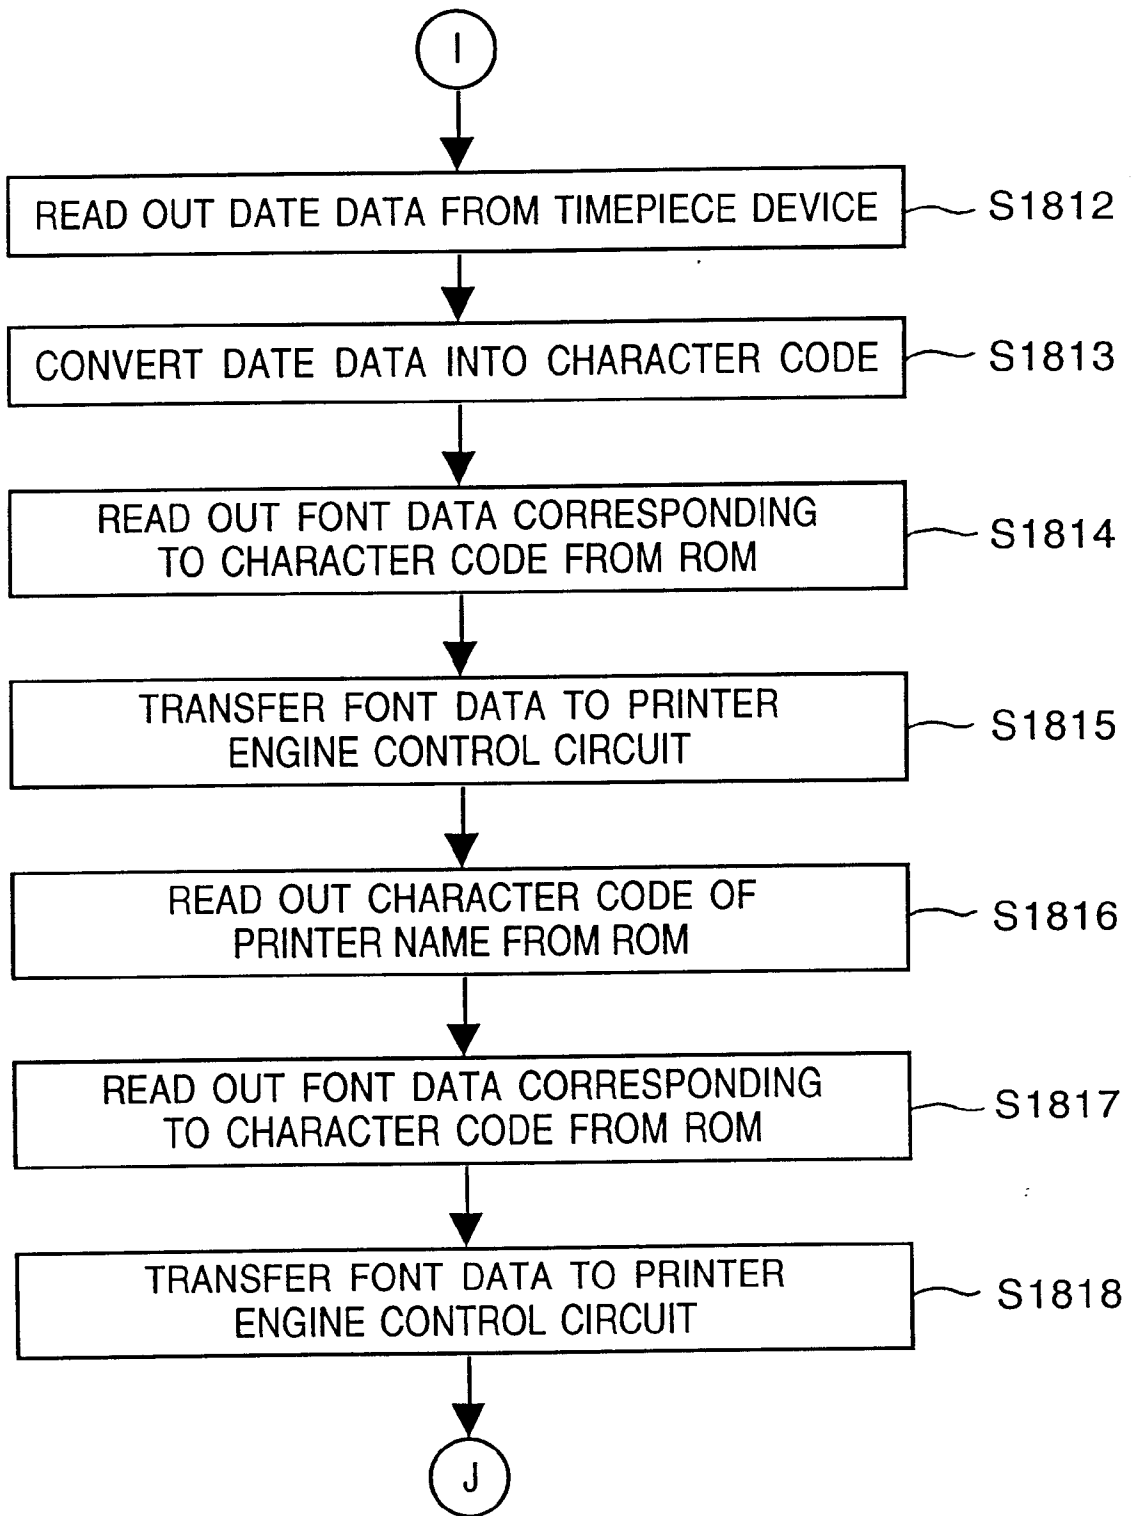 I
READ OUT DATE DATA FROM TIMEPIECE DEVICE
S1812
CONVERT DATE DATA INTO CHARACTER CODE
S1813
READ OUT FONT DATA CORRESPONDING
TO CHARACTER CODE FROM ROM
S1814
TRANSFER FONT DATA TO PRINTER
ENGINE CONTROL CIRCUIT
S1815
READ OUT CHARACTER CODE OF
PRINTER NAME FROM ROM
S1816
READ OUT FONT DATA CORRESPONDING
TO CHARACTER CODE FROM ROM
S1817
TRANSFER FONT DATA TO PRINTER
ENGINE CONTROL CIRCUIT
S1818
J